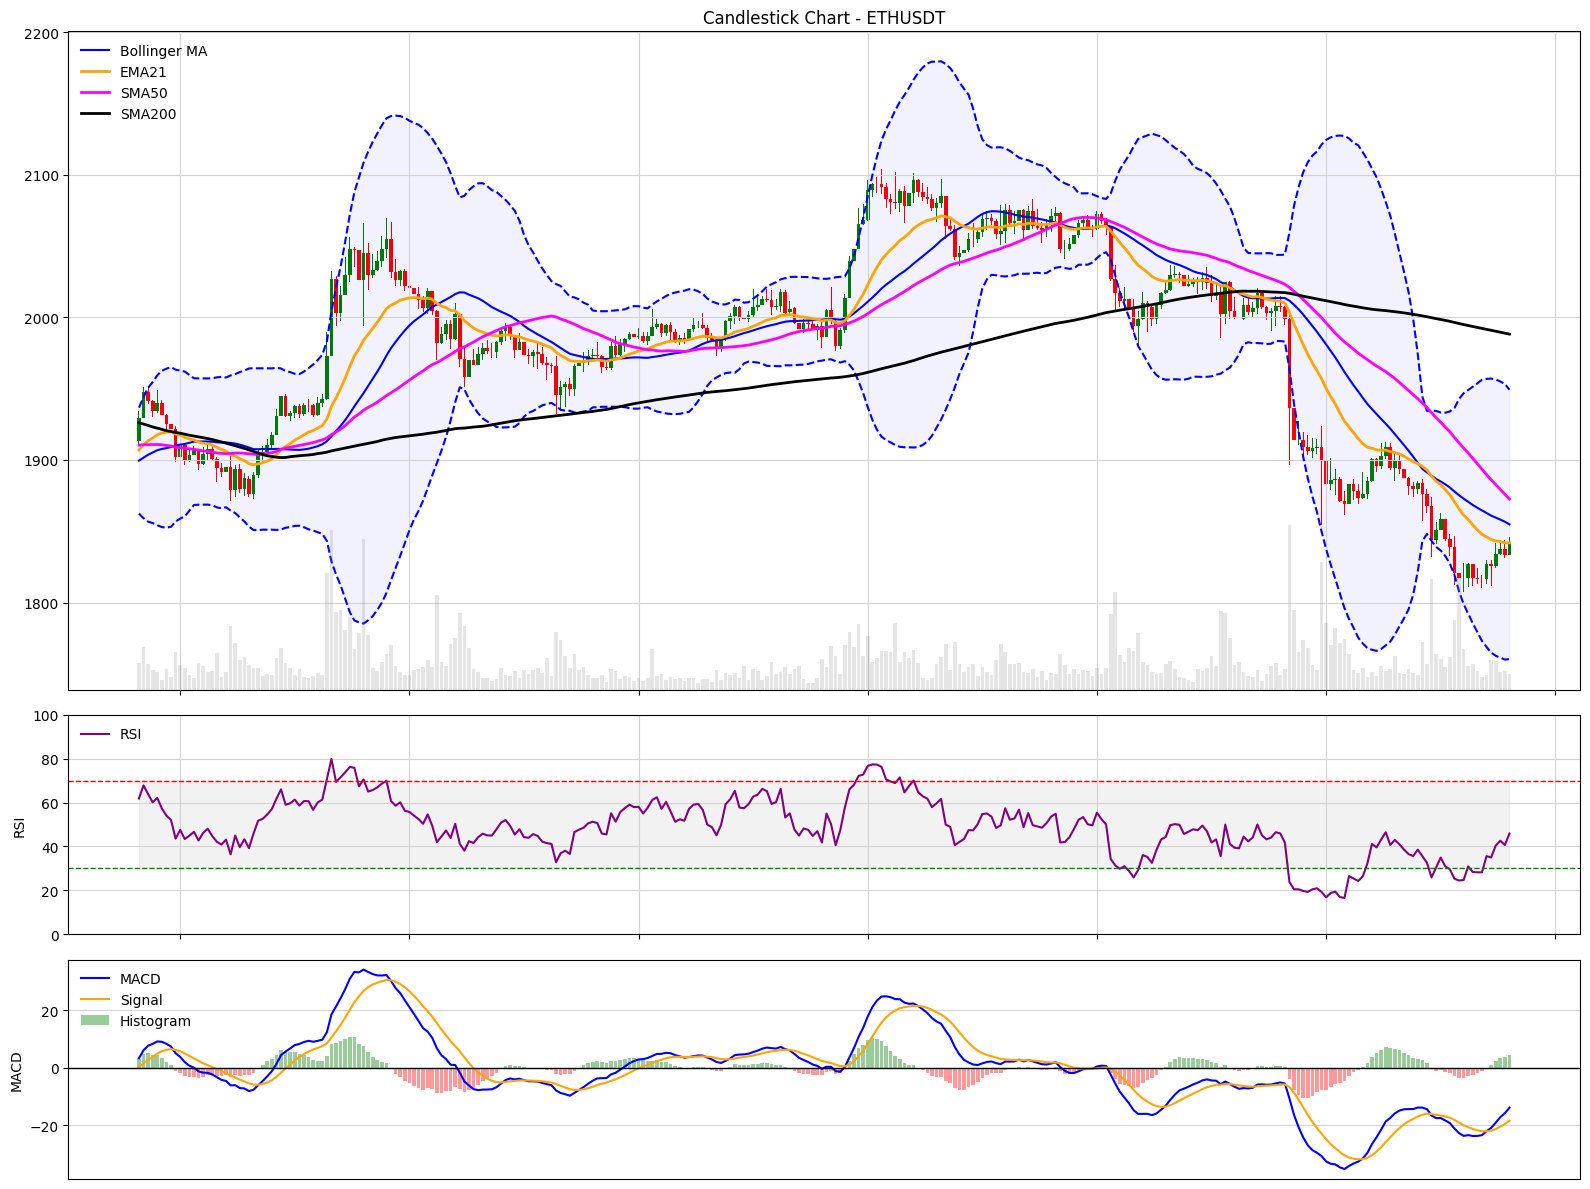 Candlestick Chart - ETHUSDT
2200
Bollinger MA
EMA21
SMA50
SMA200
2100
2000
1900
1800
100
RSI
80
60
RSI
40
20
0
MACD
Signal
Histogram
20
MACD
0
−20